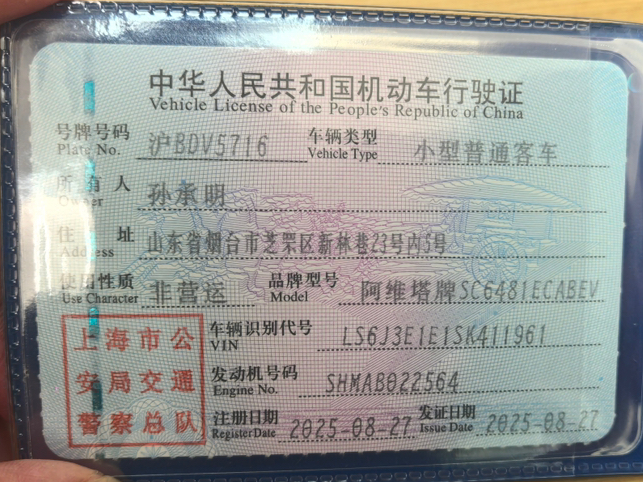 中华人民共和国机动车行驶证
Vehicle License of the People's Republic of China
号牌号码 沪BDV5716 车辆类型 小型普通客车
Plate No. Vehicle Type
所有人 孙承明
Owner
住址 山东省烟台市芝罘区新林巷23号内5号
Address
使用性质 非营运 品牌型号 阿维塔牌SC6481ECABEV
Use Character Model
上海市公
安局交通
警察总队
车辆识别代号 LS6J3E1E1SK411961
VIN
发动机号码 SHMAB022564
Engine No.
注册日期 2025-08-27 发证日期 2025-08-27
Register Date Issue Date